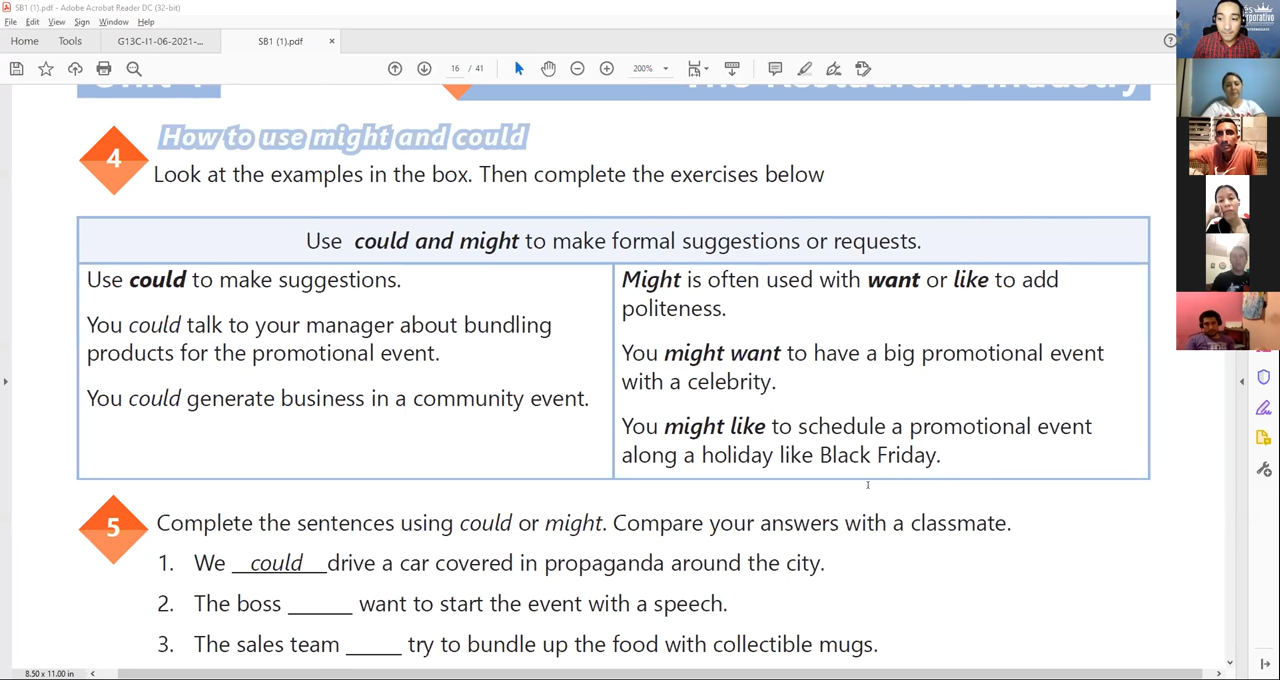 SB1 (1).pdf - Adobe Acrobat Reader DC (32-bit)
File Edit View Sign Window Help
Home Tools G13C-I1-06-2021-... SB1 (1).pdf ×
16 / 41 200%
The Restaurant Industry
How to use might and could
4
Look at the examples in the box. Then complete the exercises below
Use could and might to make formal suggestions or requests.
Use could to make suggestions.
You could talk to your manager about bundling
products for the promotional event.
You could generate business in a community event.
Might is often used with want or like to add
politeness.
You might want to have a big promotional event
with a celebrity.
You might like to schedule a promotional event
along a holiday like Black Friday.
5
Complete the sentences using could or might. Compare your answers with a classmate.
1. We __could__drive a car covered in propaganda around the city.
2. The boss ______ want to start the event with a speech.
3. The sales team _____ try to bundle up the food with collectible mugs.
8.50 x 11.00 in